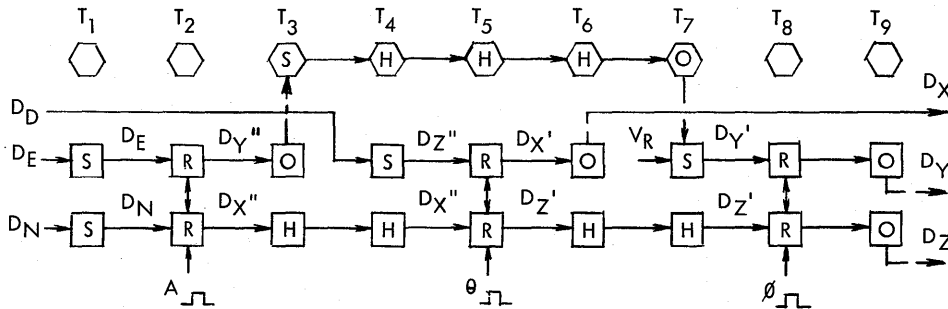 T1 T2 T3 T4 T5 T6 T7 T8 T9
S H H H O
DD DX
DE S DE R DY" O S DZ" R DX' O VR S DY' R O DY
DN S DN R DX" H H DX" R DZ' H H DZ' R O DZ
A θ ø